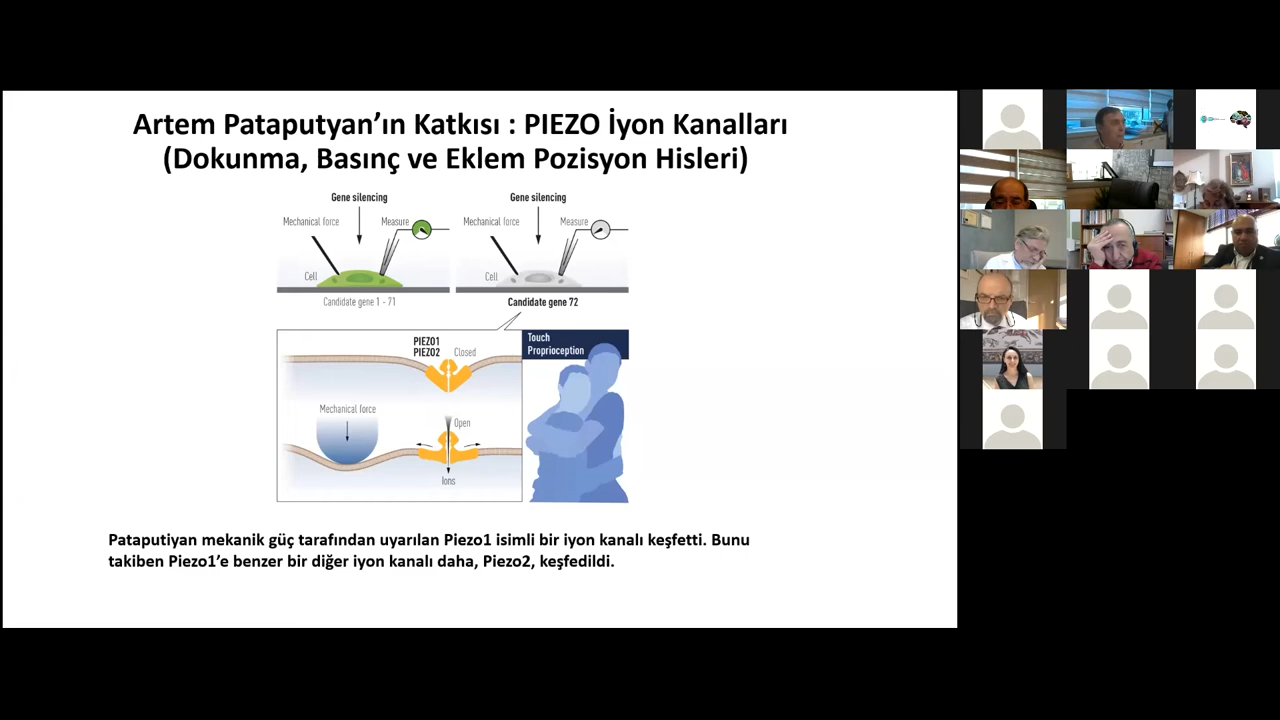 Artem Pataputyan’ın Katkısı : PIEZO İyon Kanalları
(Dokunma, Basınç ve Eklem Pozisyon Hisleri)
Gene silencing
Mechanical force
Measure
Cell
Candidate gene 1 - 71
Gene silencing
Mechanical force
Measure
Cell
Candidate gene 72
PIEZO1
PIEZO2
Closed
Mechanical force
Open
Ions
Touch
Proprioception
Pataputiyan mekanik güç tarafından uyarılan Piezo1 isimli bir iyon kanalı keşfetti. Bunu
takiben Piezo1’e benzer bir diğer iyon kanalı daha, Piezo2, keşfedildi.